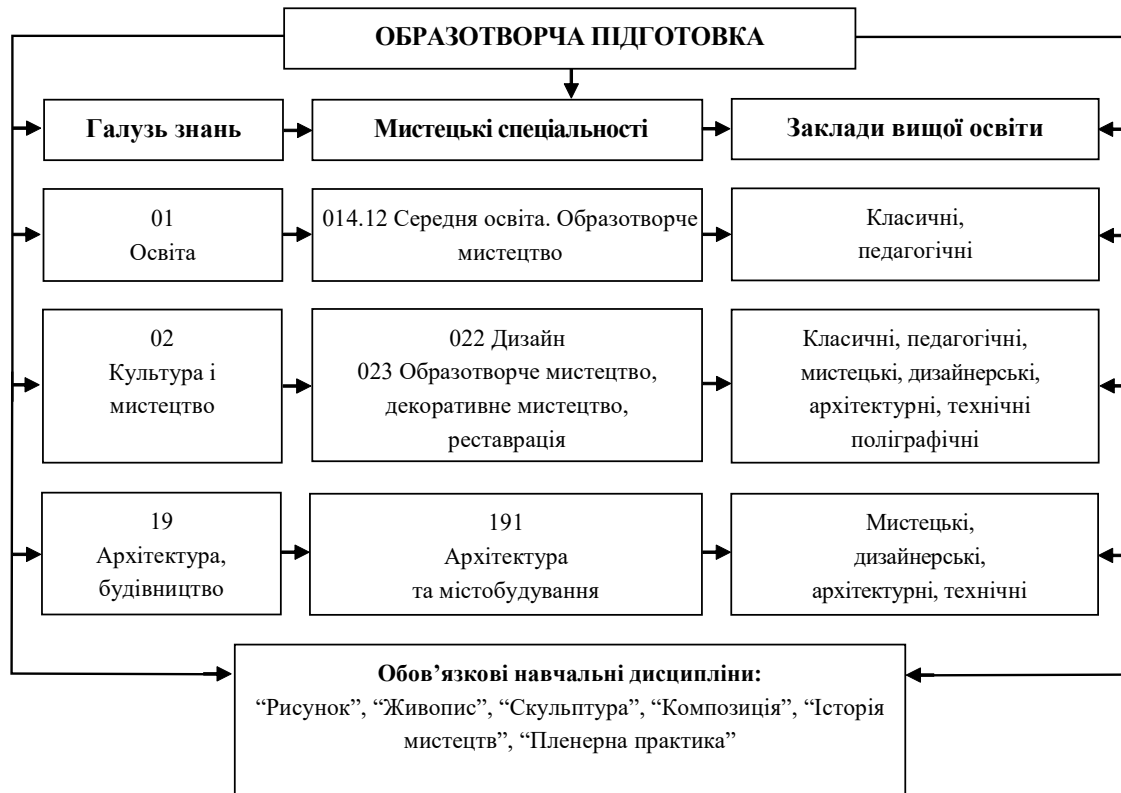 ОБРАЗОТВОРЧА ПІДГОТОВКА
Галузь знань
Мистецькі спеціальності
Заклади вищої освіти
01
Освіта
014.12 Середня освіта. Образотворче
мистецтво
Класичні,
педагогічні
02
Культура і
мистецтво
022 Дизайн
023 Образотворче мистецтво,
декоративне мистецтво,
реставрація
Класичні, педагогічні,
мистецькі, дизайнерські,
архітектурні, технічні
поліграфічні
19
Архітектура,
будівництво
191
Архітектура
та містобудування
Мистецькі,
дизайнерські,
архітектурні, технічні
Обов’язкові навчальні дисципліни:
“Рисунок”, “Живопис”, “Скульптура”, “Композиція”, “Історія
мистецтв”, “Пленерна практика”